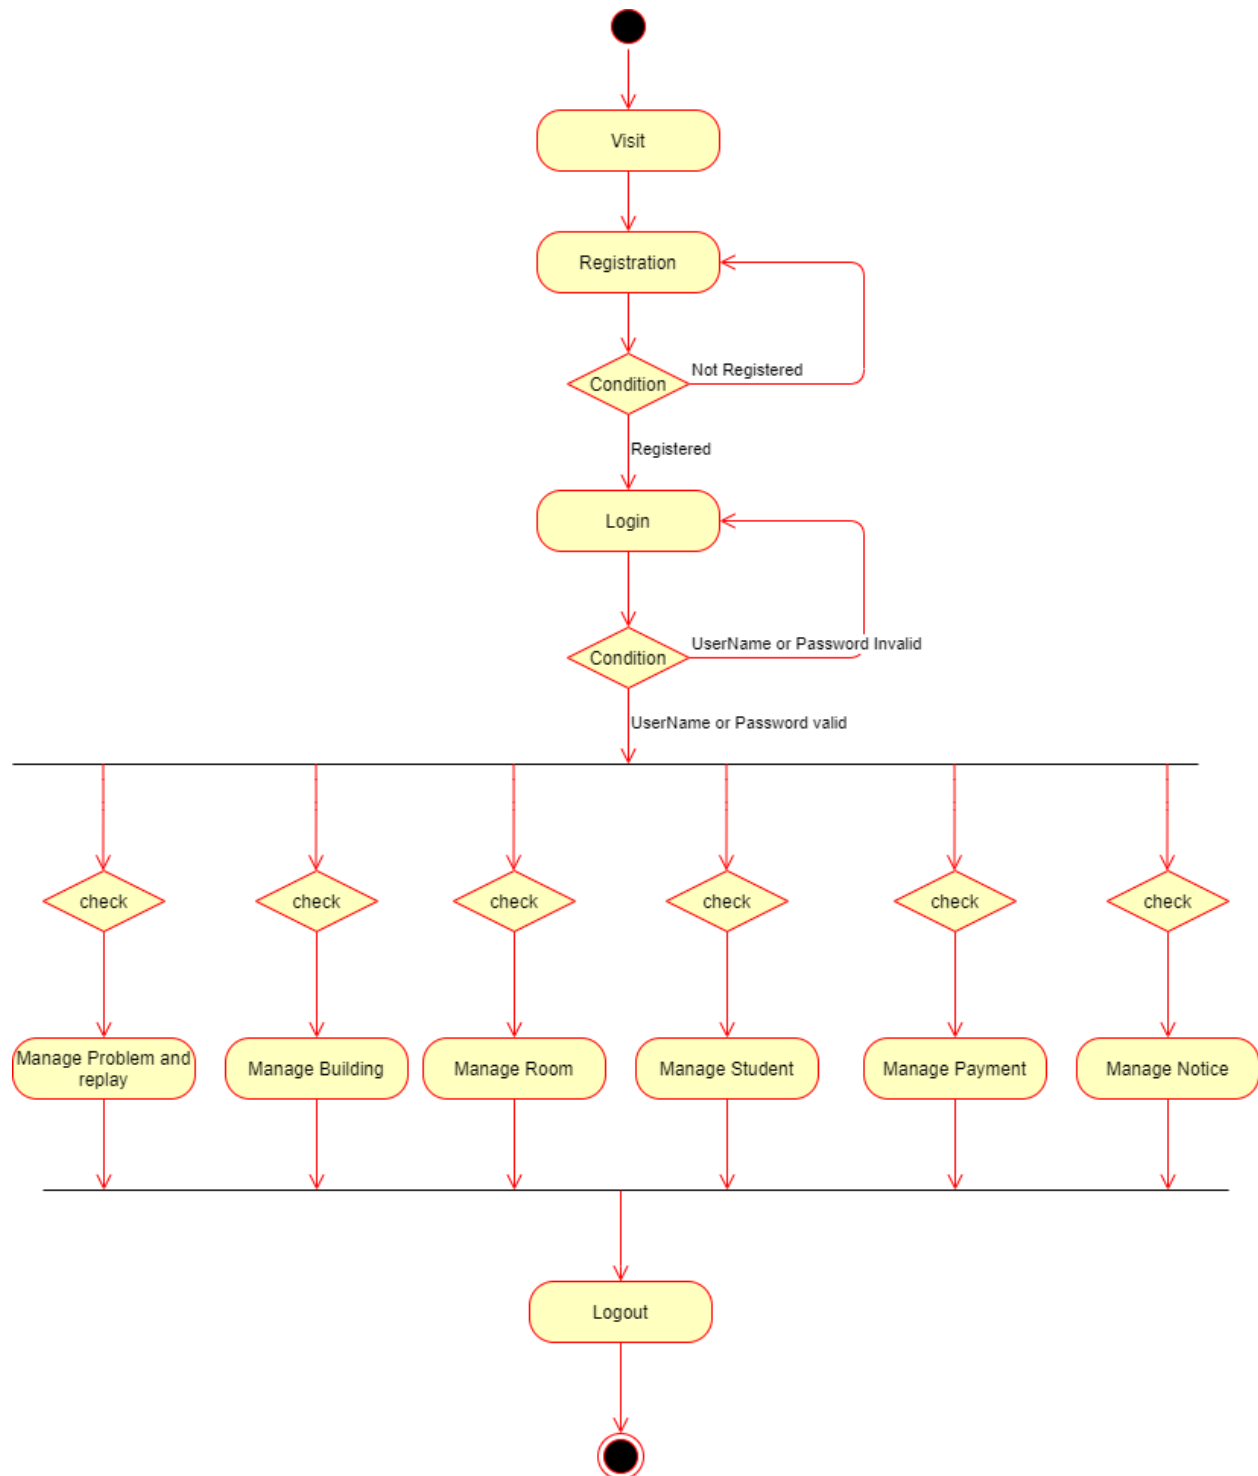 Visit
Registration
Condition
Not Registered
Registered
Login
Condition
UserName or Password Invalid
UserName or Password valid
check
check
check
check
check
check
Manage Problem and
replay
Manage Building
Manage Room
Manage Student
Manage Payment
Manage Notice
Logout